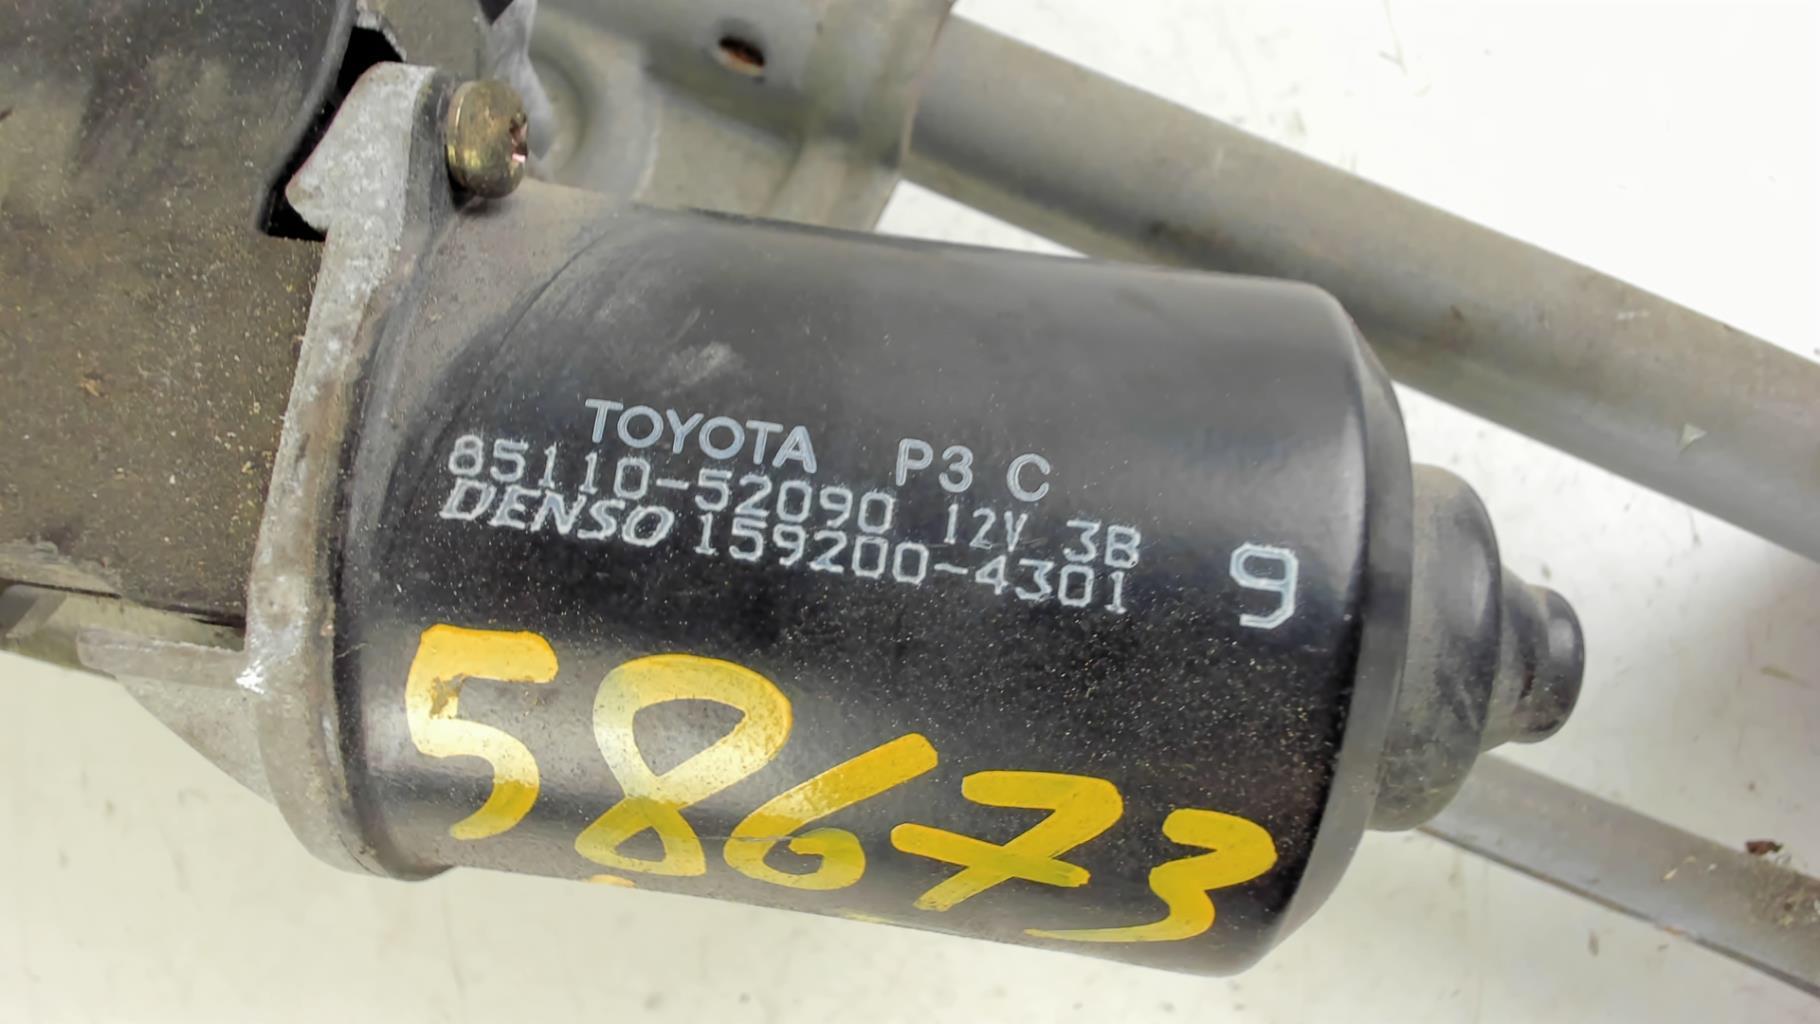 TOYOTA P3 C
85110-52090 12V 3B
DENSO 159200-4301
9
58673